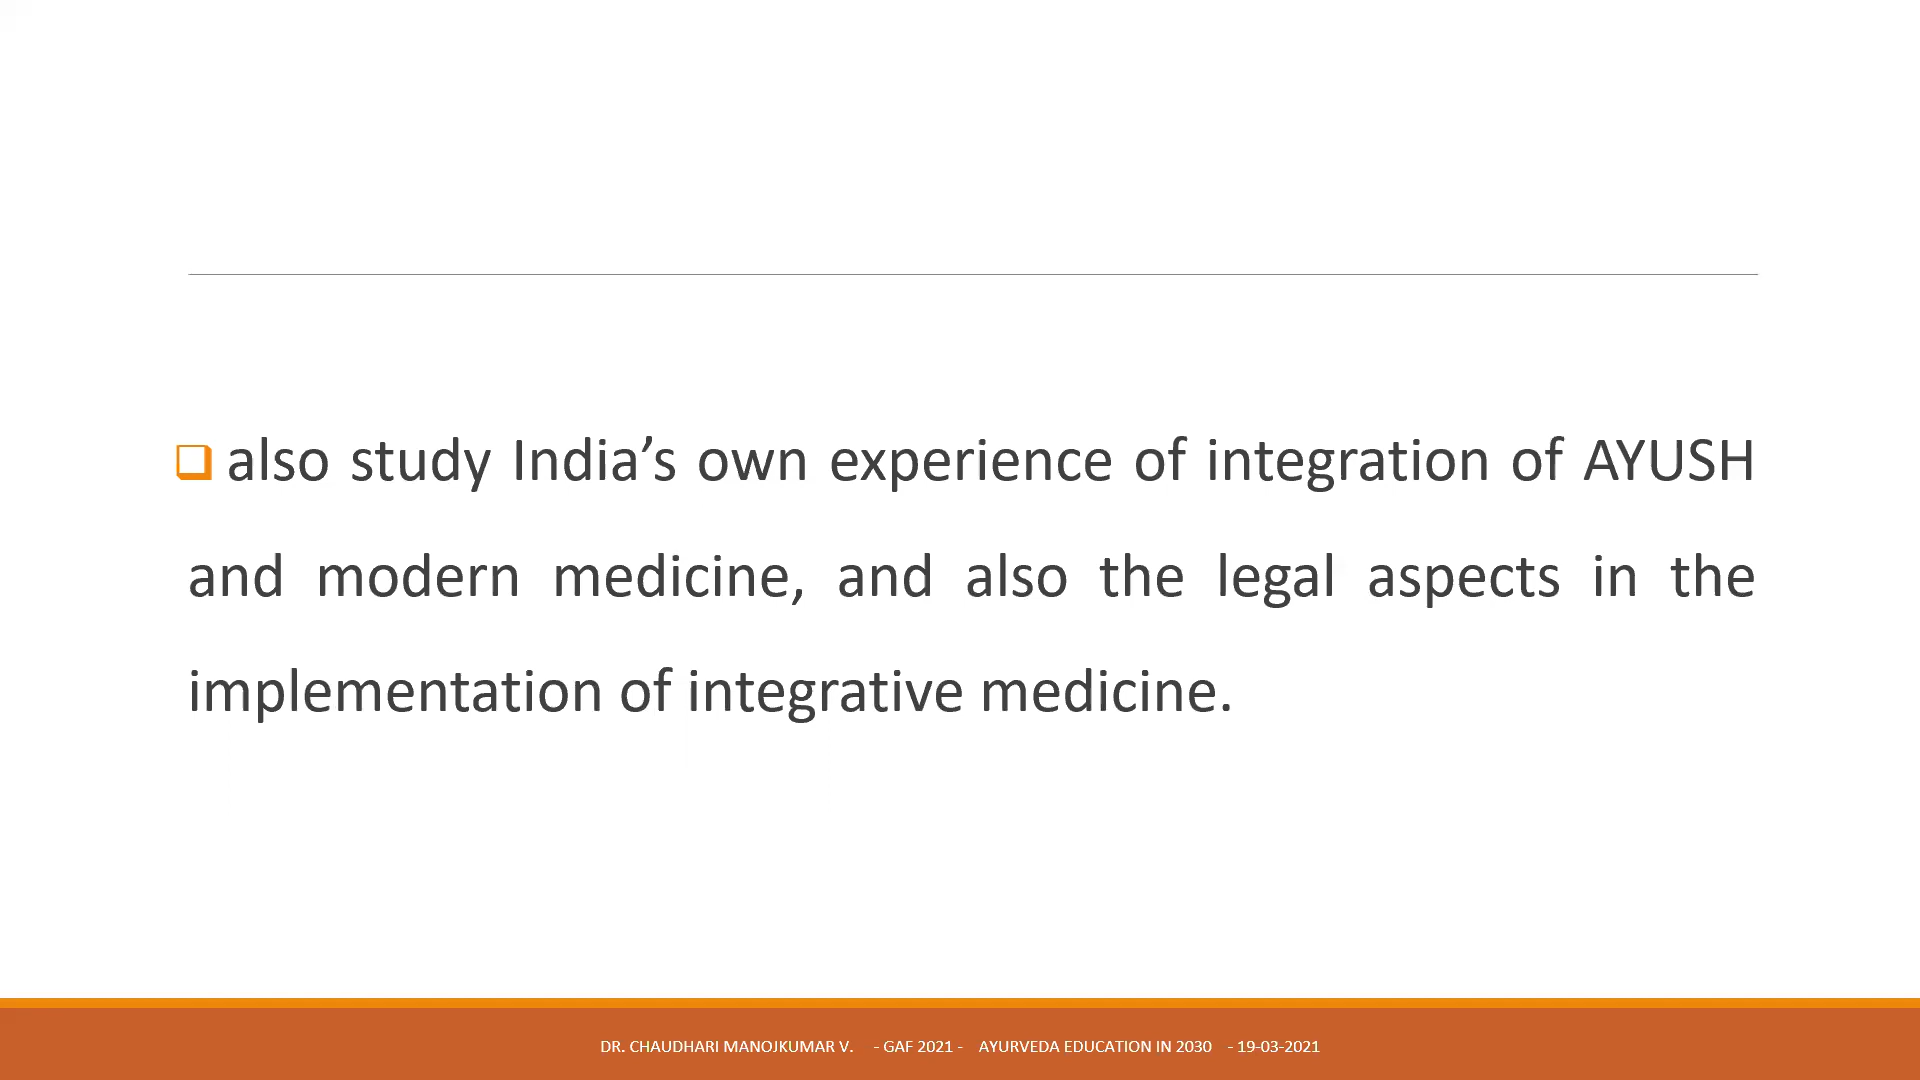 also study India’s own experience of integration of AYUSH
and modern medicine, and also the legal aspects in the
implementation of integrative medicine.
DR. CHAUDHARI MANOJKUMAR V. - GAF 2021 - AYURVEDA EDUCATION IN 2030 - 19-03-2021